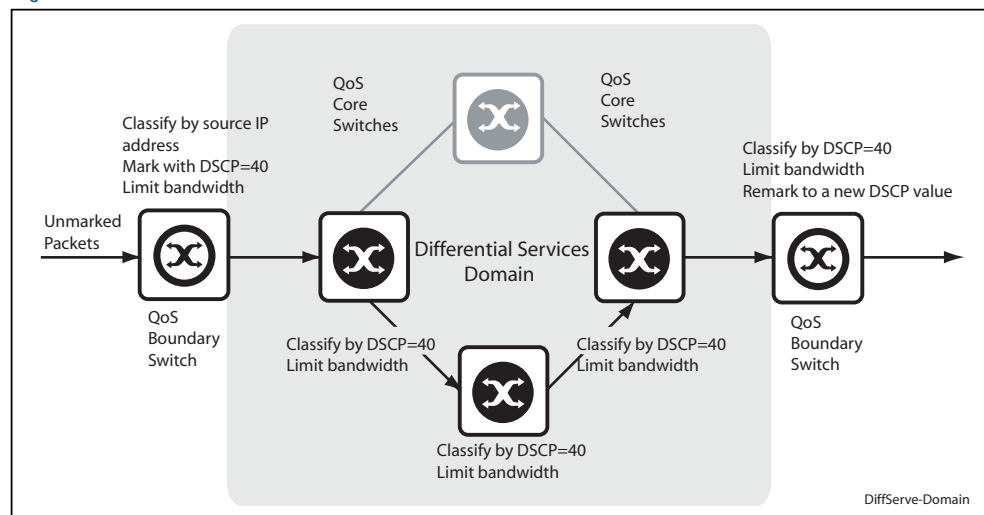 QoS
Core
Switches
QoS
Core
Switches
Classify by source IP
address
Mark with DSCP=40
Limit bandwidth
Classify by DSCP=40
Limit bandwidth
Remark to a new DSCP value
Unmarked
Packets
Differential Services
Domain
QoS
Boundary
Switch
Classify by DSCP=40
Limit bandwidth
Classify by DSCP=40
Limit bandwidth
QoS
Boundary
Switch
Classify by DSCP=40
Limit bandwidth
DiffServe-Domain